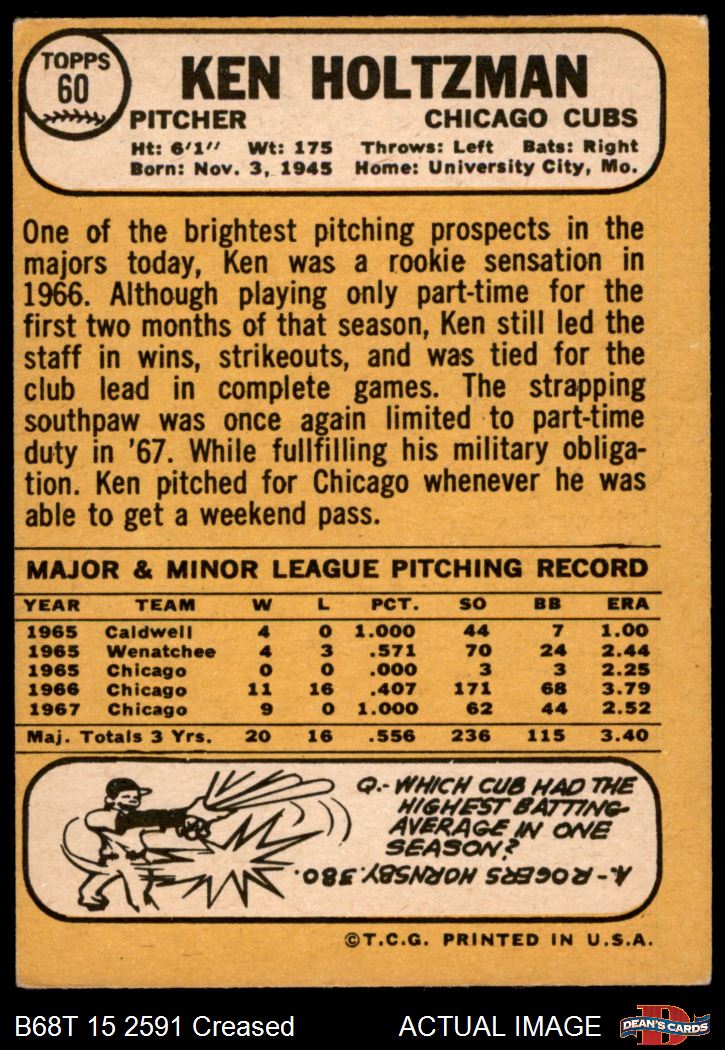 TOPPS
60
KEN HOLTZMAN
PITCHER CHICAGO CUBS
Ht: 6'1" Wt: 175 Throws: Left Bats: Right
Born: Nov. 3, 1945 Home: University City, Mo.
One of the brightest pitching prospects in the
majors today, Ken was a rookie sensation in
1966. Although playing only part-time for the
first two months of that season, Ken still led the
staff in wins, strikeouts, and was tied for the
club lead in complete games. The strapping
southpaw was once again limited to part-time
duty in '67. While fullfilling his military obliga-
tion. Ken pitched for Chicago whenever he was
able to get a weekend pass.
MAJOR & MINOR LEAGUE PITCHING RECORD
YEAR TEAM W L PCT. SO BB ERA
1965 Caldwell 4 0 1.000 44 7 1.00
1965 Wenatchee 4 3 .571 70 24 2.44
1965 Chicago 0 0 .000 3 3 2.25
1966 Chicago 11 16 .407 171 68 3.79
1967 Chicago 9 0 1.000 62 44 2.52
Maj. Totals 3 Yrs. 20 16 .556 236 115 3.40
Q.- WHICH CUB HAD THE
HIGHEST BATTING
AVERAGE IN ONE
SEASON?
A.- ROGERS HORNSBY .380.
©T.C.G. PRINTED IN U.S.A.
B68T 15 2591 Creased ACTUAL IMAGE
D
DEAN'S CARDS